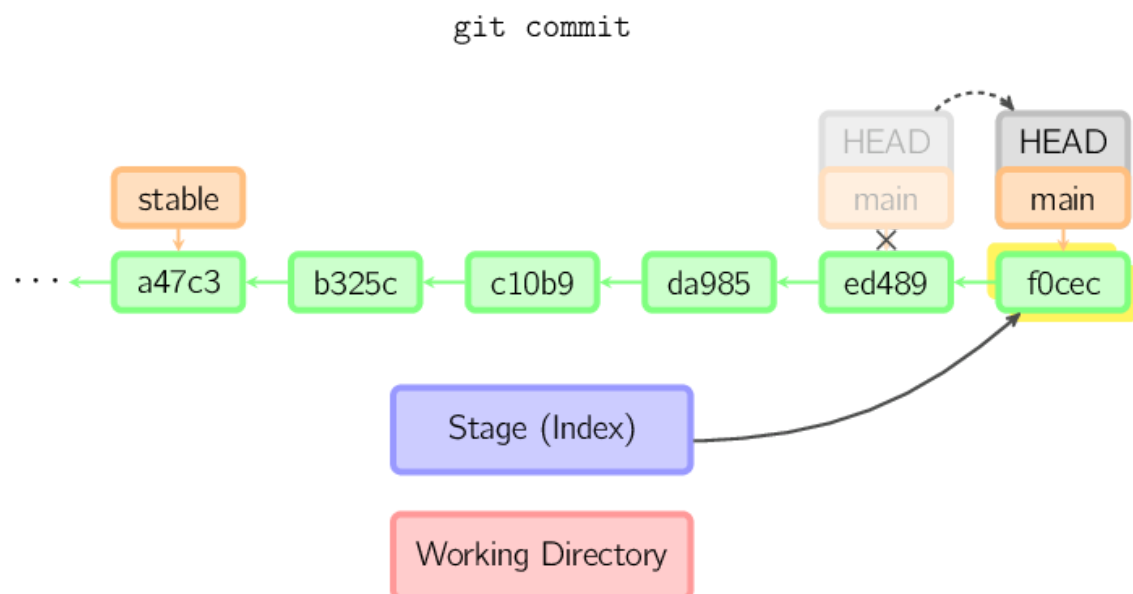 git commit
HEAD HEAD
stable main main
··· a47c3 b325c c10b9 da985 ed489 f0cec
Stage (Index)
Working Directory